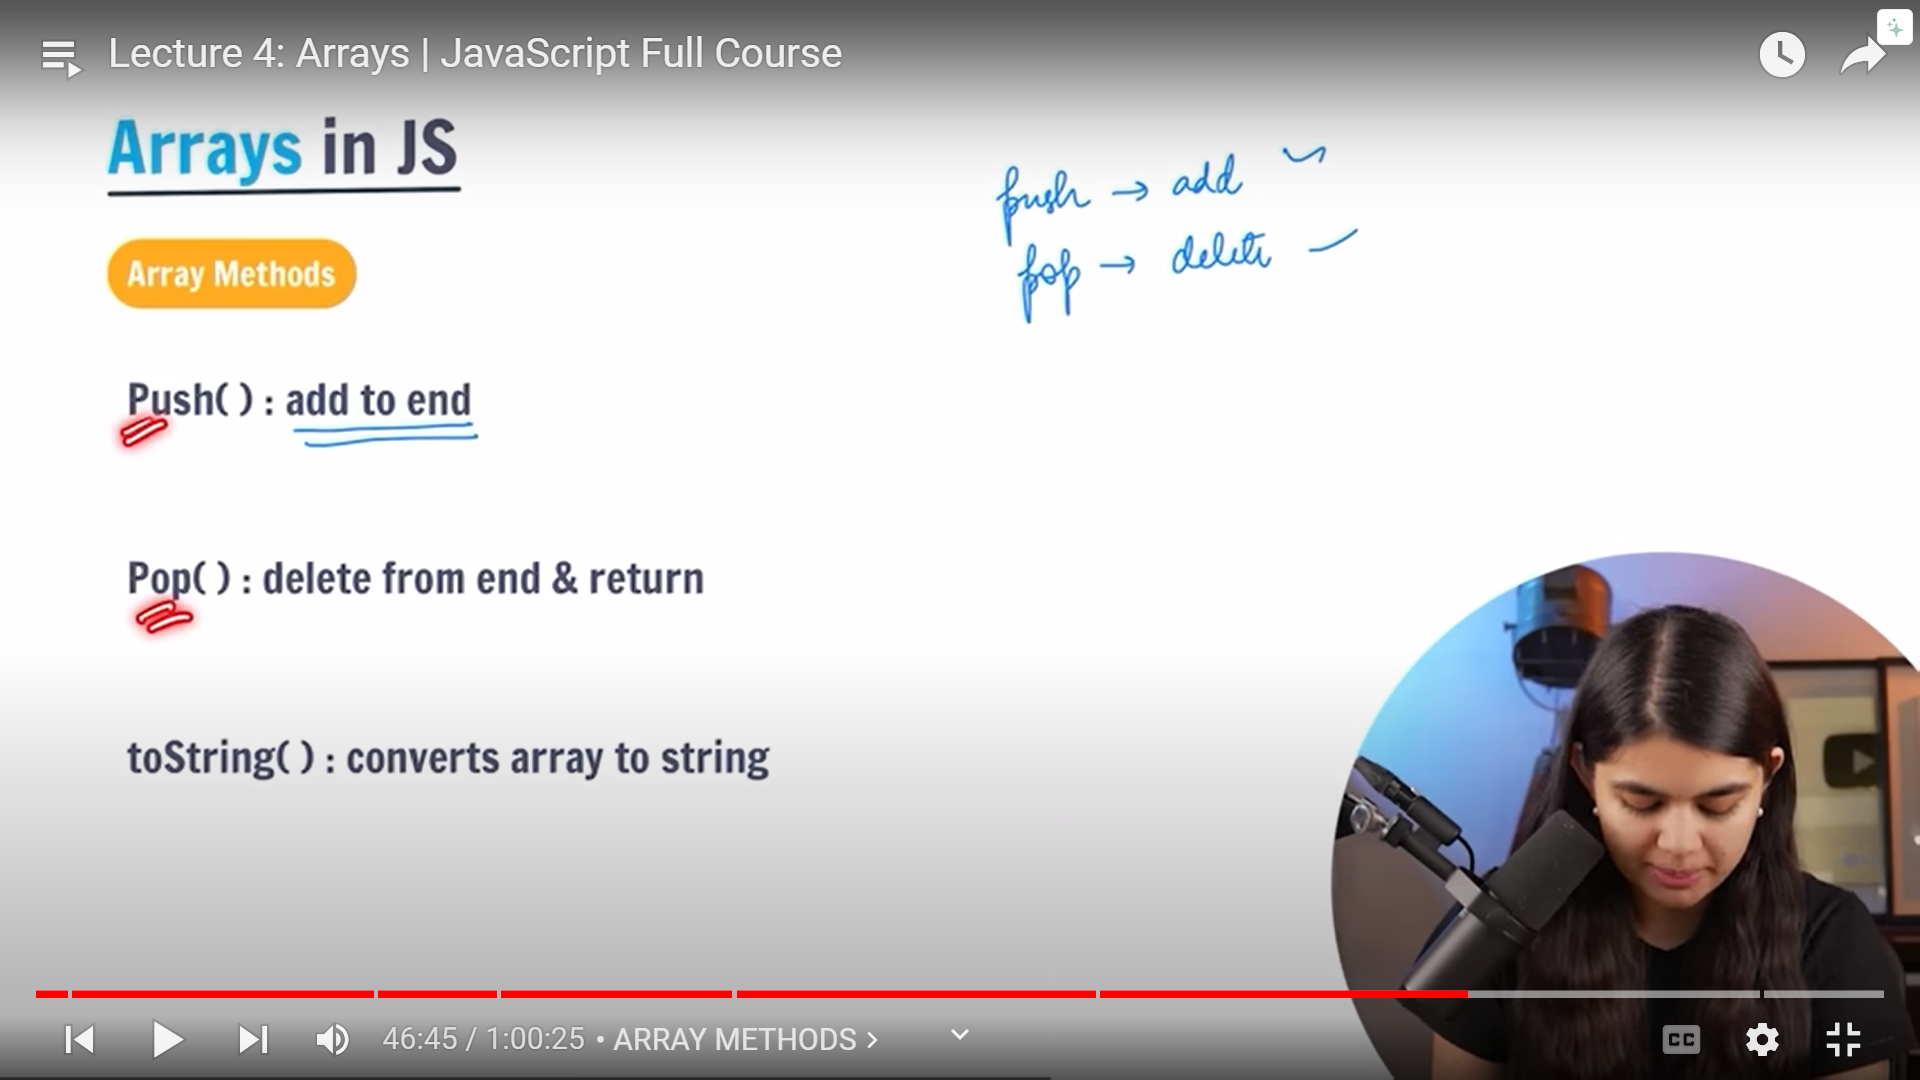 Lecture 4: Arrays | JavaScript Full Course
Arrays in JS
push → add
pop → delete
Array Methods
Push( ) : add to end
Pop( ) : delete from end & return
toString( ) : converts array to string
46:45 / 1:00:25 • ARRAY METHODS >
CC